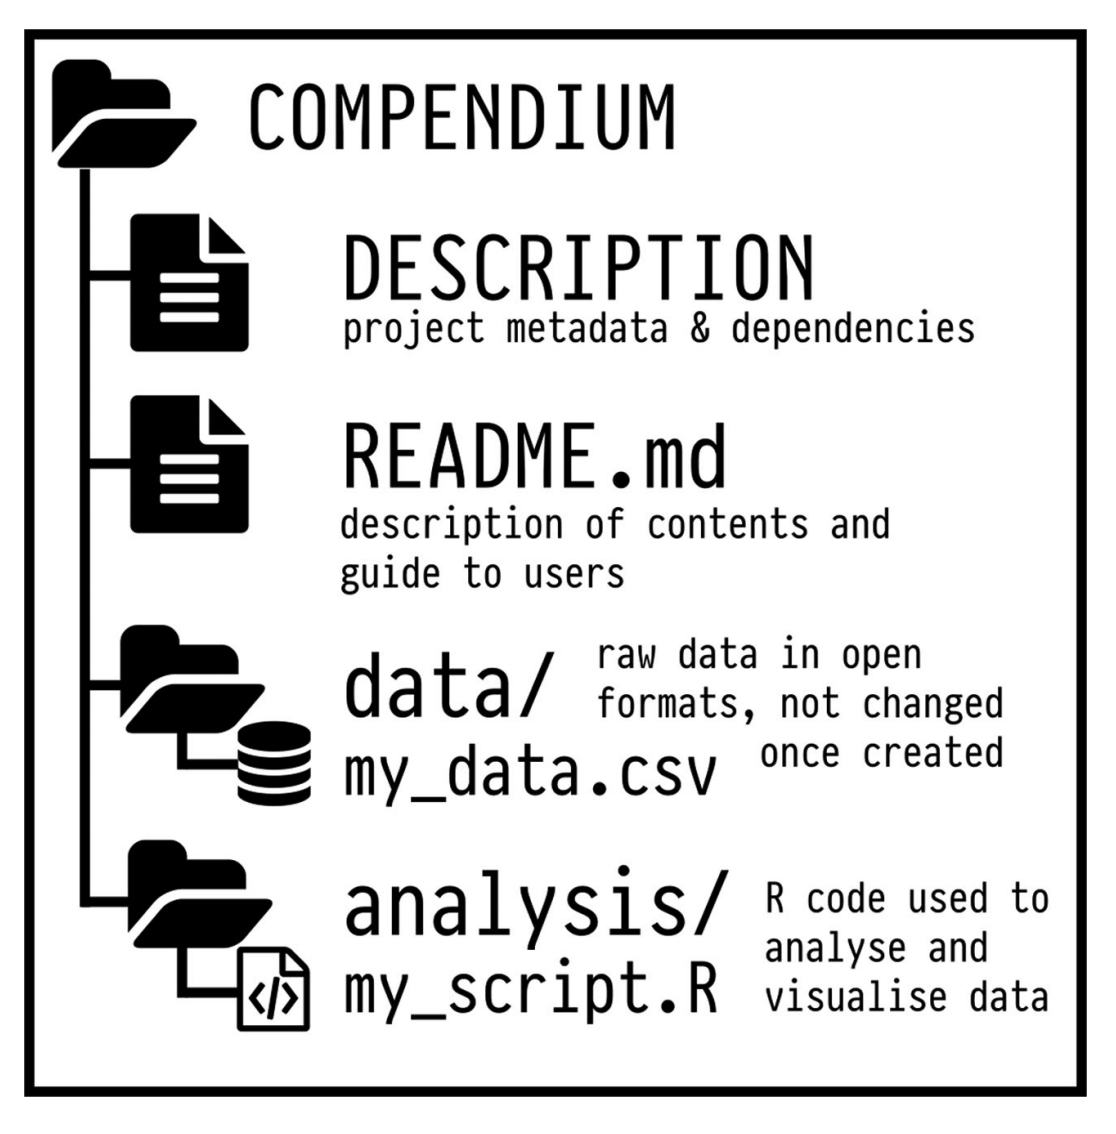 COMPENDIUM
DESCRIPTION
project metadata & dependencies
README.md
description of contents and
guide to users
data/
raw data in open
formats, not changed
once created
my_data.csv
analysis/
R code used to
analyse and
visualise data
my_script.R
</>